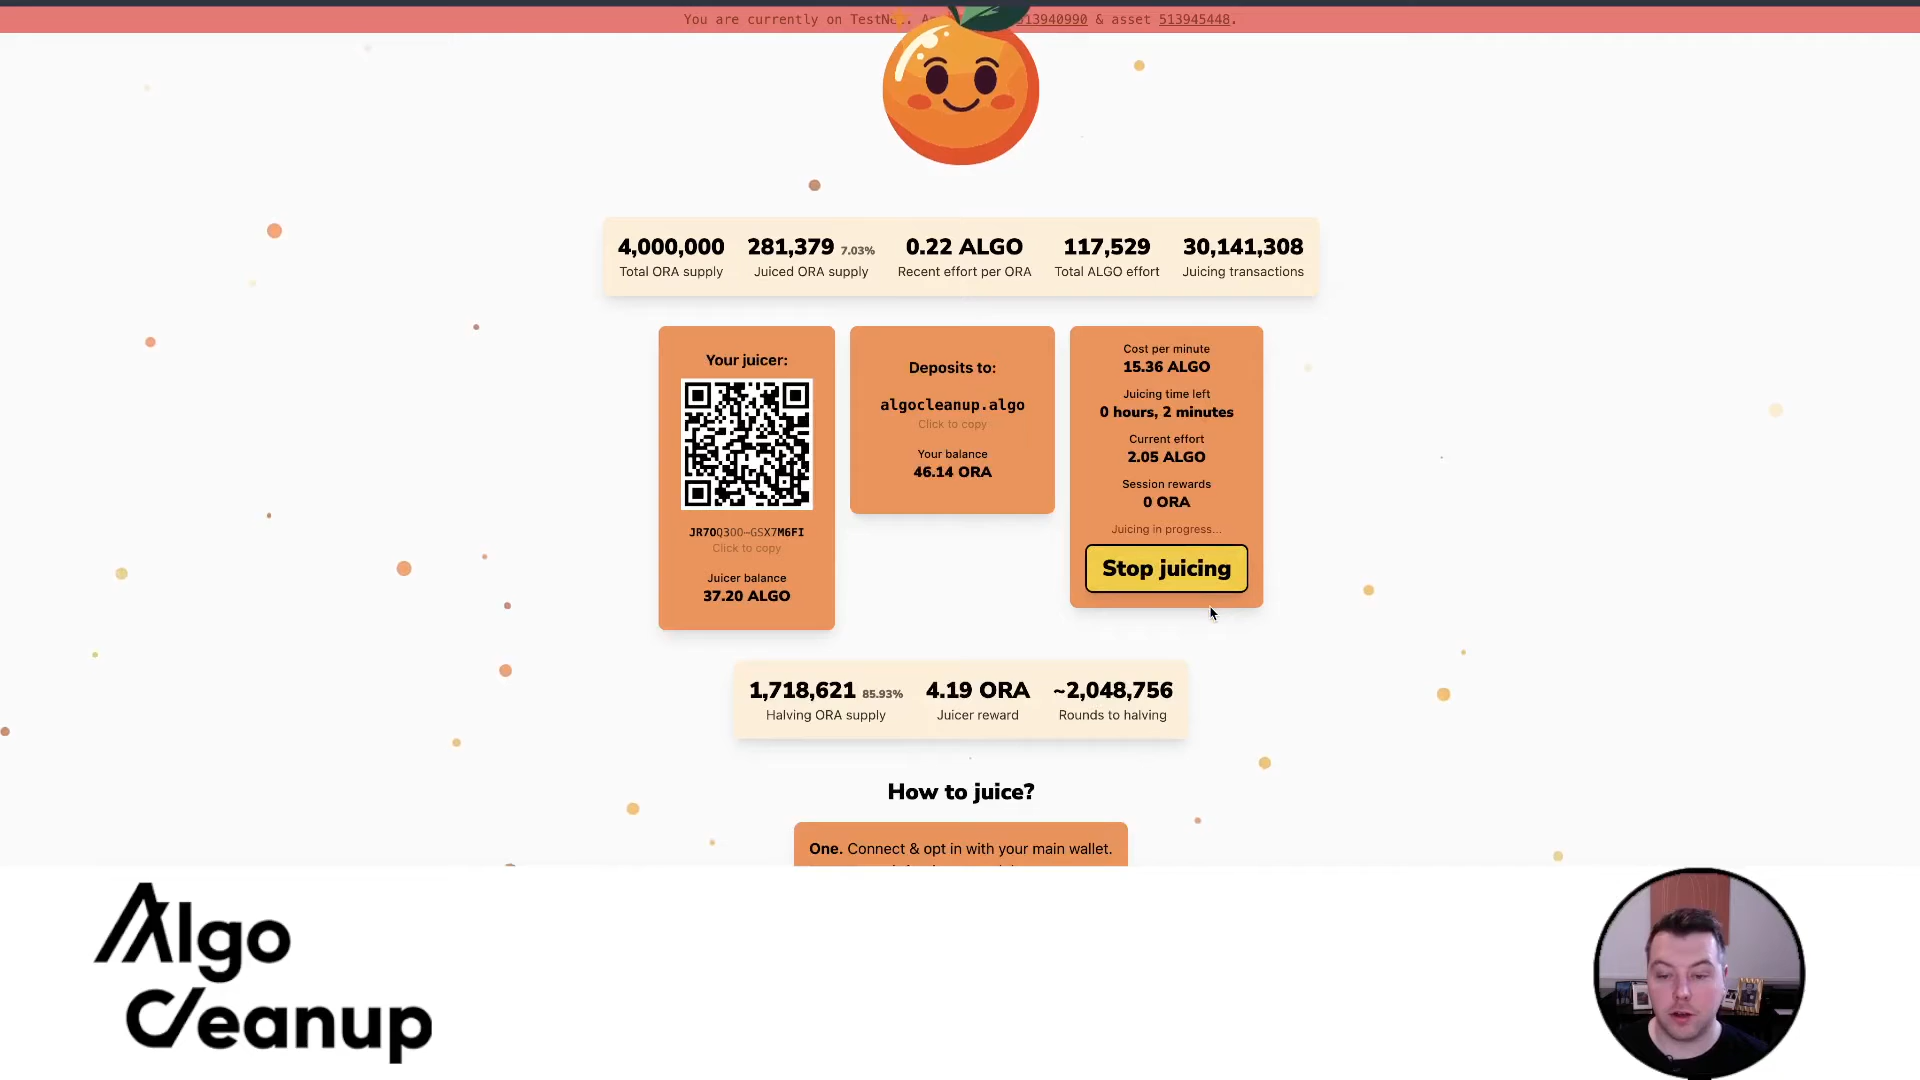 You are currently on TestNet. 513940990 & asset 513945448.
4,000,000
Total ORA supply
281,379 7.03%
Juiced ORA supply
0.22 ALGO
Recent effort per ORA
117,529
Total ALGO effort
30,141,308
Juicing transactions
Your juicer:
JR7OQ3OO~GSX7M6FI
Click to copy
Juicer balance
37.20 ALGO
Deposits to:
algocleanup.algo
Click to copy
Your balance
46.14 ORA
Cost per minute
15.36 ALGO
Juicing time left
0 hours, 2 minutes
Current effort
2.05 ALGO
Session rewards
0 ORA
Juicing in progress...
Stop juicing
1,718,621 85.93%
Halving ORA supply
4.19 ORA
Juicer reward
~2,048,756
Rounds to halving
How to juice?
One. Connect & opt in with your main wallet.
Algo
Cleanup